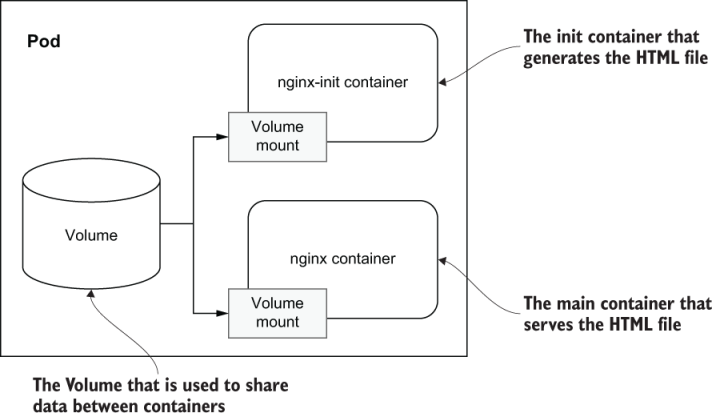 Pod
nginx-init container
Volume
mount
The init container that
generates the HTML file
Volume
nginx container
Volume
mount
The main container that
serves the HTML file
The Volume that is used to share
data between containers